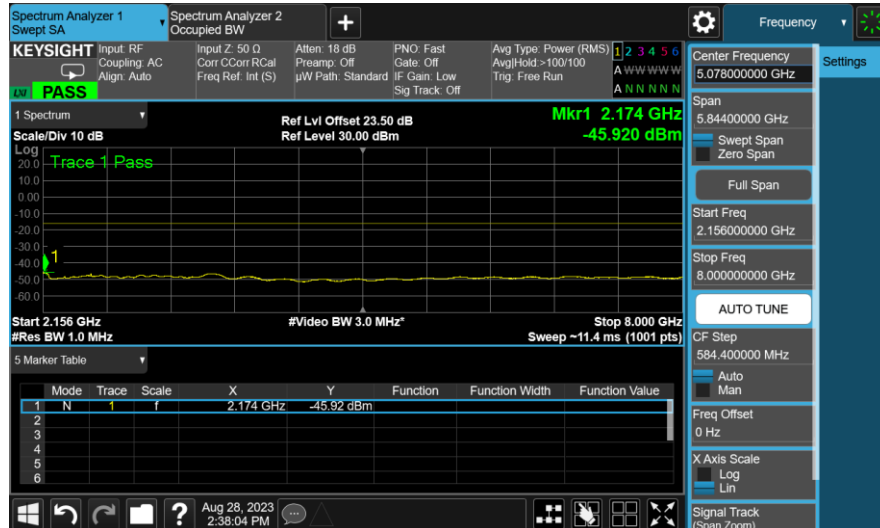 Spectrum Analyzer 1
Swept SA
Spectrum Analyzer 2
Occupied BW
+
Frequency
KEYSIGHT
Input: RF
Coupling: AC
Align: Auto
Input Z: 50 Ω
Corr CCorr RCal
Freq Ref: Int (S)
Atten: 18 dB
Preamp: Off
µW Path: Standard
PNO: Fast
Gate: Off
IF Gain: Low
Sig Track: Off
Avg Type: Power (RMS)
Avg|Hold:>100/100
Trig: Free Run
1 2 3 4 5 6
A W W W W W
A N N N N N
LXI PASS
1 Spectrum
Scale/Div 10 dB
Ref Lvl Offset 23.50 dB
Ref Level 30.00 dBm
Mkr1 2.174 GHz
-45.920 dBm
Log
Trace 1 Pass
20.0
10.0
0.00
-10.0
-20.0
-30.0
-40.0
-50.0
-60.0
1
Start 2.156 GHz
#Res BW 1.0 MHz
#Video BW 3.0 MHz*
Stop 8.000 GHz
Sweep ~11.4 ms (1001 pts)
5 Marker Table
Mode Trace Scale X Y Function Function Width Function Value
1 N 1 f 2.174 GHz -45.92 dBm
2
3
4
5
6
Aug 28, 2023
2:38:04 PM
?
Settings
Center Frequency
5.078000000 GHz
Span
5.84400000 GHz
Swept Span
Zero Span
Full Span
Start Freq
2.156000000 GHz
Stop Freq
8.000000000 GHz
AUTO TUNE
CF Step
584.400000 MHz
Auto
Man
Freq Offset
0 Hz
X Axis Scale
Log
Lin
Signal Track
(Span Zoom)